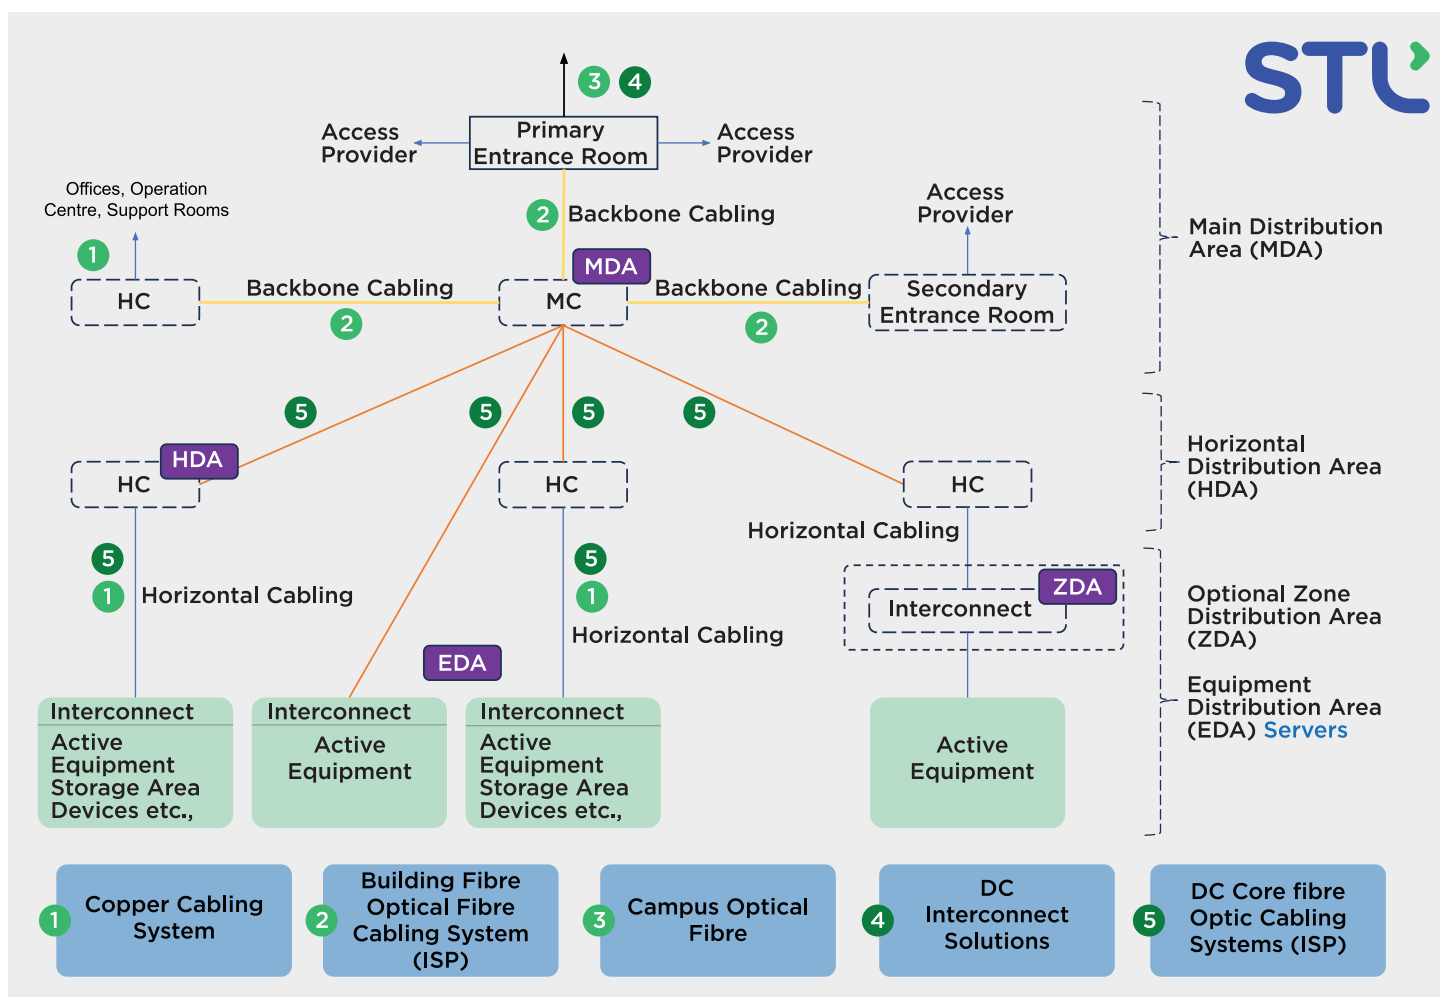 STL
3
4
Primary
Entrance Room
Access
Provider
Access
Provider
Offices, Operation
Centre, Support Rooms
1
2
Backbone Cabling
Access
Provider
Main Distribution
Area (MDA)
MDA
HC
Backbone Cabling
2
MC
Backbone Cabling
2
Secondary
Entrance Room
5
5
5
5
HDA
HC
HC
HC
Horizontal
Distribution Area
(HDA)
Horizontal Cabling
5
1
Horizontal Cabling
5
1
Horizontal Cabling
ZDA
Interconnect
Optional Zone
Distribution Area
(ZDA)
EDA
Equipment
Distribution Area
(EDA) Servers
Interconnect
Active
Equipment
Storage Area
Devices etc.,
Interconnect
Active
Equipment
Interconnect
Active
Equipment
Storage Area
Devices etc.,
Active
Equipment
1
Copper Cabling
System
2
Building Fibre
Optical Fibre
Cabling System
(ISP)
3
Campus Optical
Fibre
4
DC
Interconnect
Solutions
5
DC Core fibre
Optic Cabling
Systems (ISP)